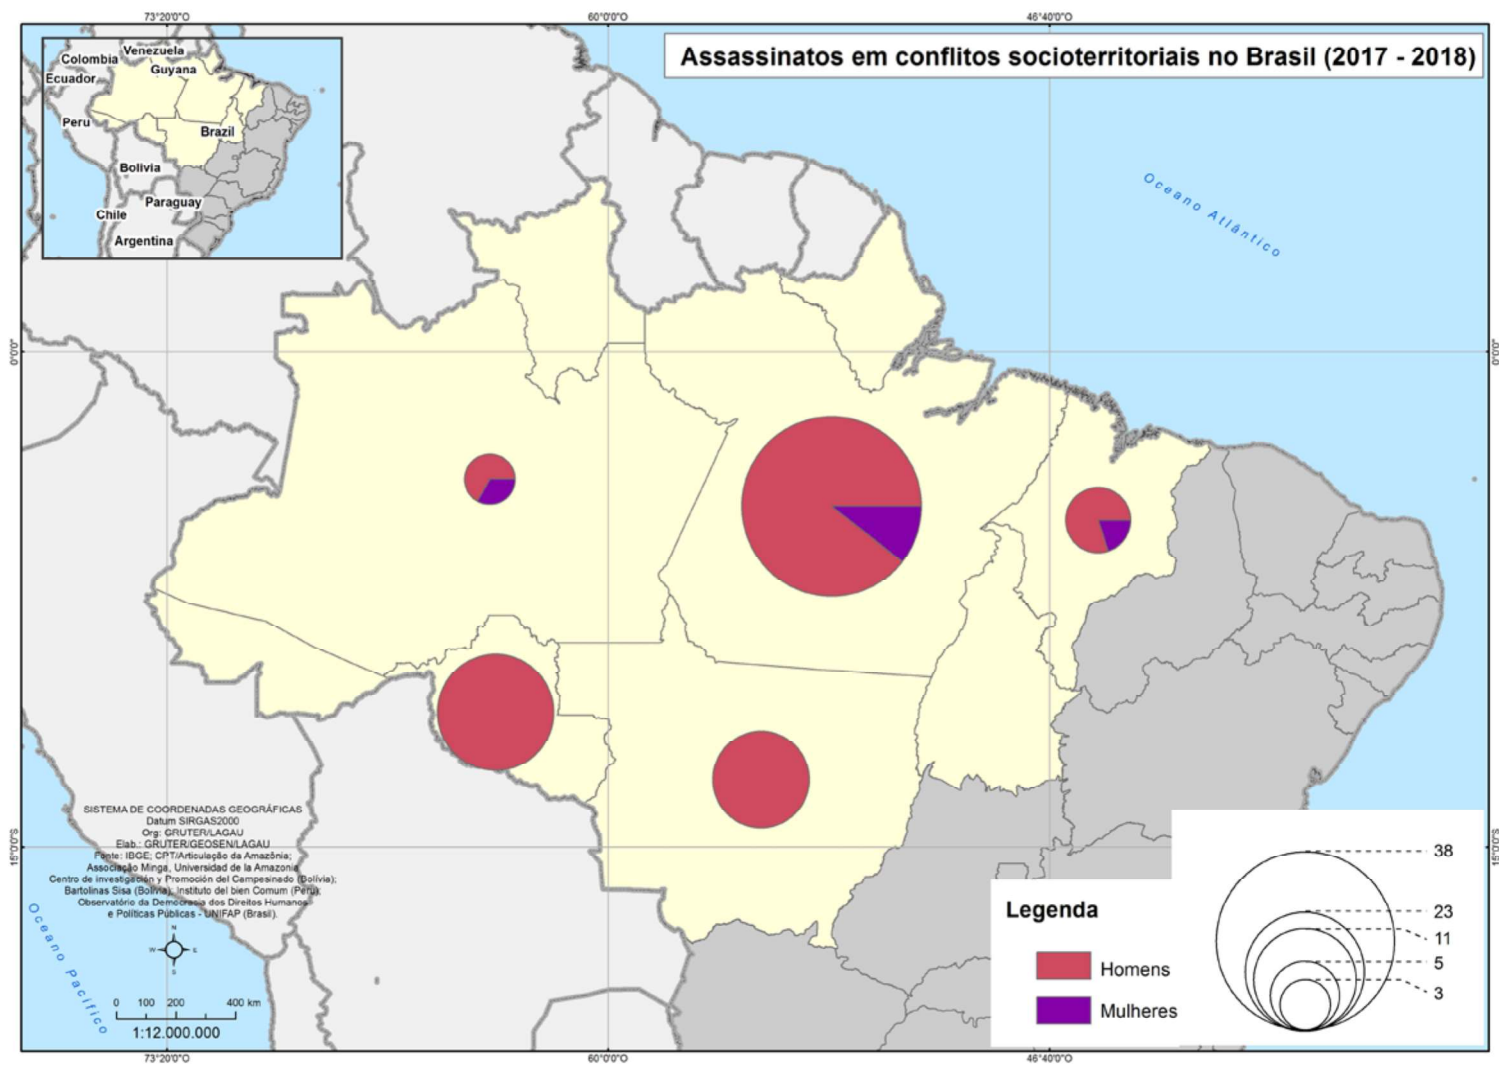 73°20'0"O
60°0'0"O
46°40'0"O
Assassinatos em conflitos socioterritoriais no Brasil (2017 - 2018)
Venezuela
Colombia
Guyana
Ecuador
Peru
Brazil
Bolivia
Paraguay
Chile
Argentina
Oceano Atlântico
0°0'0"
0°0'0"
SISTEMA DE COORDENADAS GEOGRÁFICAS
Datum SIRGAS2000
Org: GRUTER/LAGAU
Elab.: GRUTER/GEOSEN/LAGAU
Fonte: IBGE; CPT/Articulação da Amazônia;
Associação Minga, Universidad de la Amazonia
Centro de investigación y Promoción del Campesinado (Bolívia);
Bartolinas Sisa (Bolívia); Instituto del bien Comum (Peru);
Observatório da Democracia dos Direitos Humanos
e Políticas Públicas - UNIFAP (Brasil).
15°0'0"S
15°0'0"S
Oceano Pacífico
N
W E
S
0 100 200 400 km
1:12.000.000
Legenda
Homens
Mulheres
38
23
11
5
3
73°20'0"O
60°0'0"O
46°40'0"O